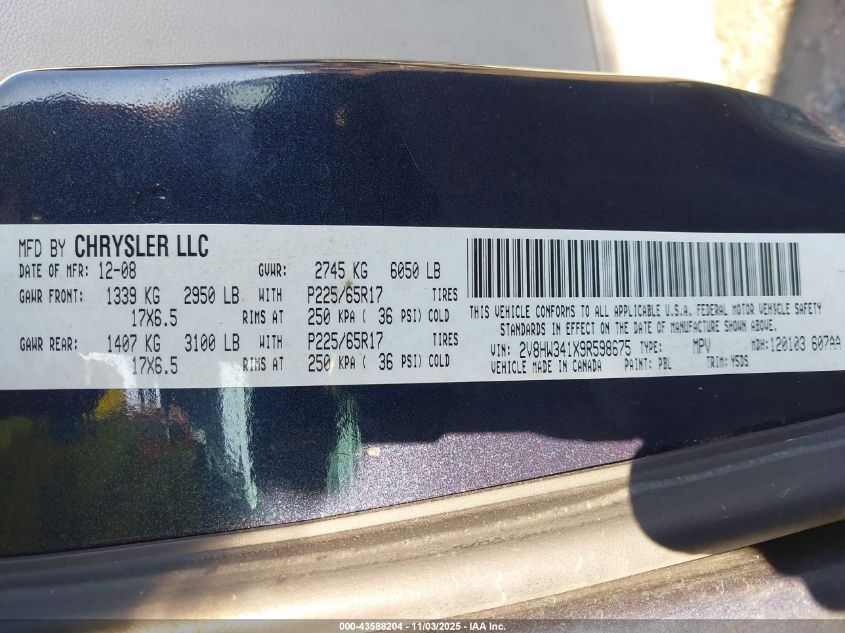 MFD BY CHRYSLER LLC
DATE OF MFR: 12-08 GVWR: 2745 KG 6050 LB
GAWR FRONT: 1339 KG 2950 LB WITH P225/65R17 TIRES
17X6.5 RIMS AT 250 KPA ( 36 PSI) COLD
GAWR REAR: 1407 KG 3100 LB WITH P225/65R17 TIRES
17X6.5 RIMS AT 250 KPA ( 36 PSI) COLD
THIS VEHICLE CONFORMS TO ALL APPLICABLE U.S.A. FEDERAL MOTOR VEHICLE SAFETY
STANDARDS IN EFFECT ON THE DATE OF MANUFACTURE SHOWN ABOVE.
VIN: 2V8HW341X9R598675 TYPE: MPV MDH: 120103 607AA
VEHICLE MADE IN CANADA PAINT: PBL TRIM: Y5DS
000-43588204 - 11/03/2025 - IAA Inc.